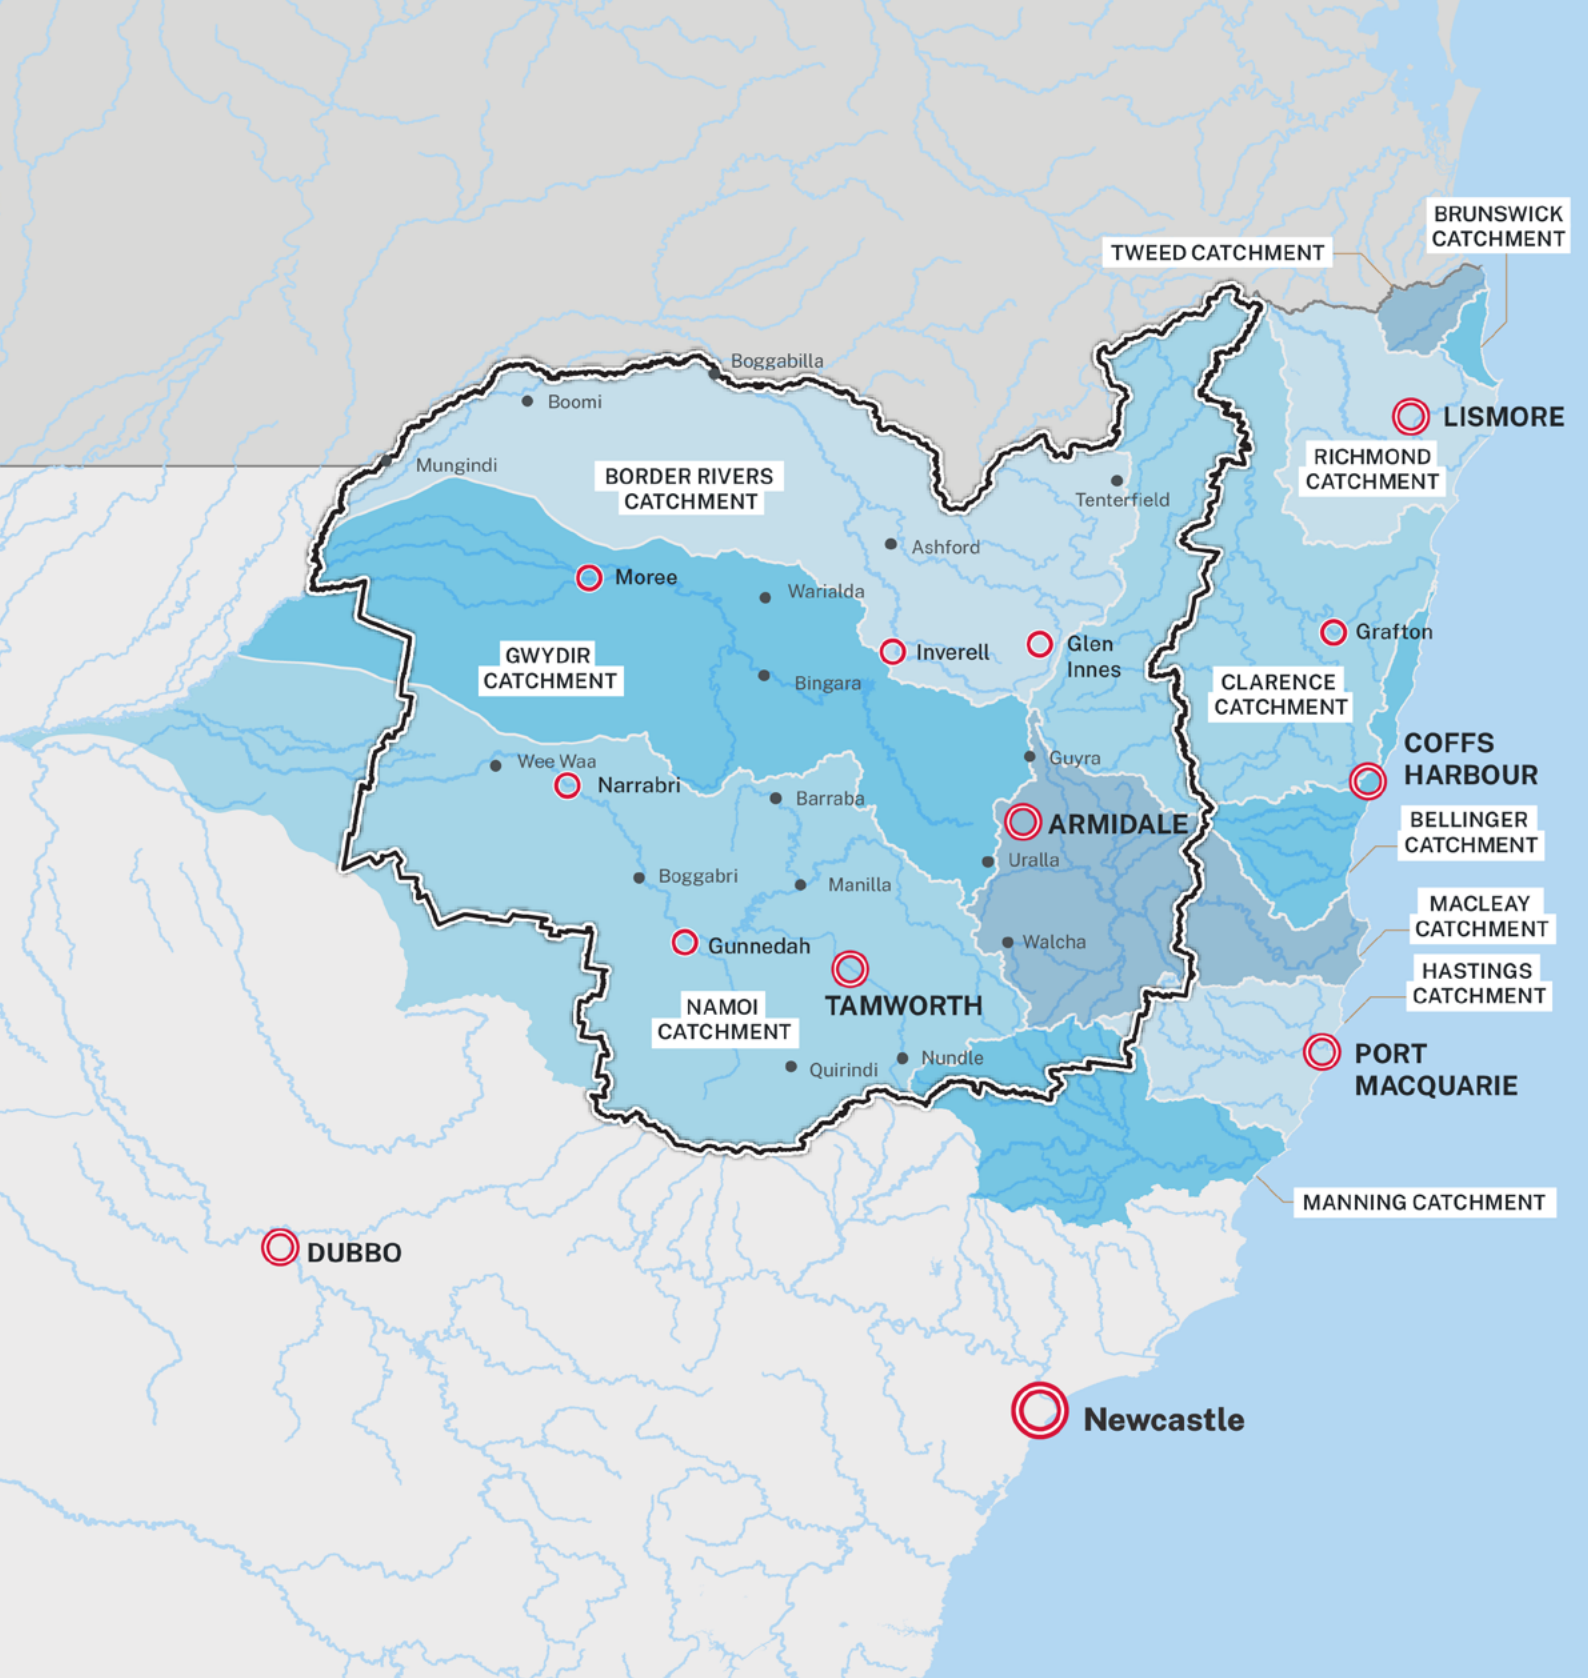 BRUNSWICK
CATCHMENT
TWEED CATCHMENT
Boggabilla
Boomi
LISMORE
Mungindi
RICHMOND
CATCHMENT
BORDER RIVERS
CATCHMENT
Tenterfield
Ashford
Moree
Warialda
Grafton
Glen
Innes
Inverell
GWYDIR
CATCHMENT
Bingara
CLARENCE
CATCHMENT
COFFS
HARBOUR
Guyra
Wee Waa
Narrabri
Barraba
ARMIDALE
BELLINGER
CATCHMENT
Uralla
Boggabri
Manilla
MACLEAY
CATCHMENT
Walcha
Gunnedah
HASTINGS
CATCHMENT
TAMWORTH
NAMOI
CATCHMENT
Nundle
Quirindi
PORT
MACQUARIE
MANNING CATCHMENT
DUBBO
Newcastle